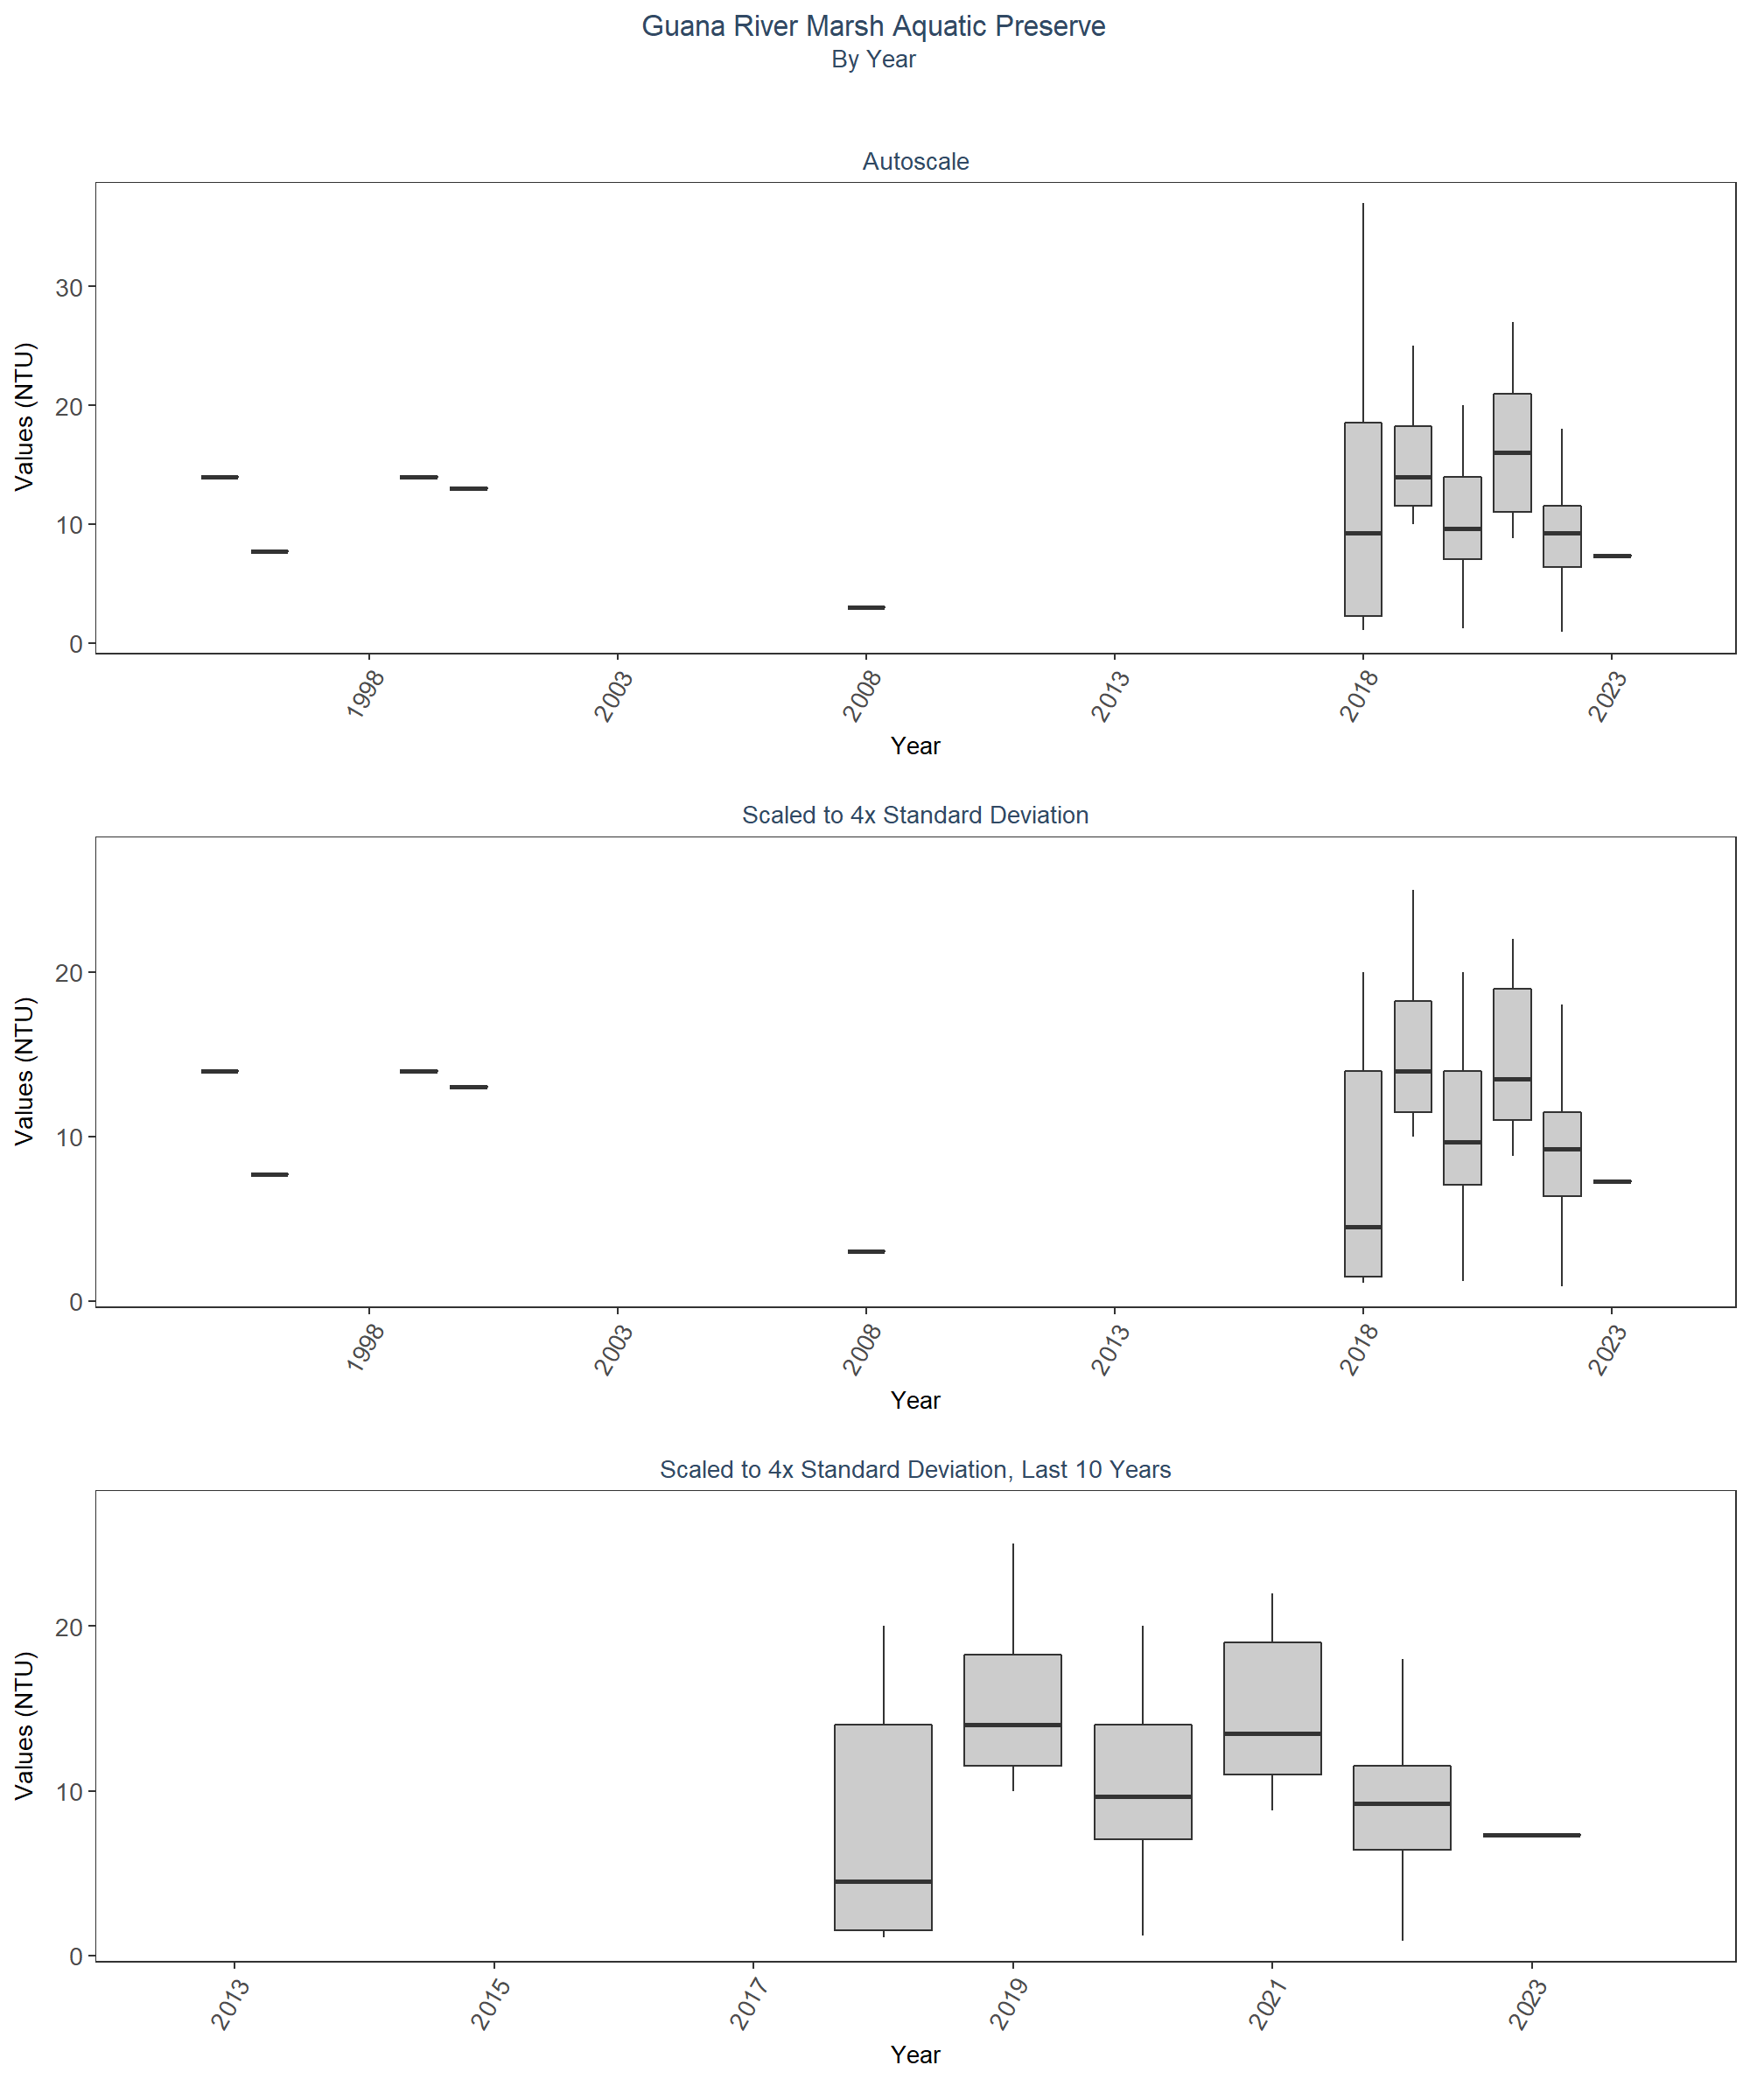 Guana River Marsh Aquatic Preserve
By Year
Autoscale
Values (NTU)
30
20
10
0
1998 2003 2008 2013 2018 2023
Year
Scaled to 4x Standard Deviation
Values (NTU)
20
10
0
1998 2003 2008 2013 2018 2023
Year
Scaled to 4x Standard Deviation, Last 10 Years
Values (NTU)
20
10
0
2013 2015 2017 2019 2021 2023
Year